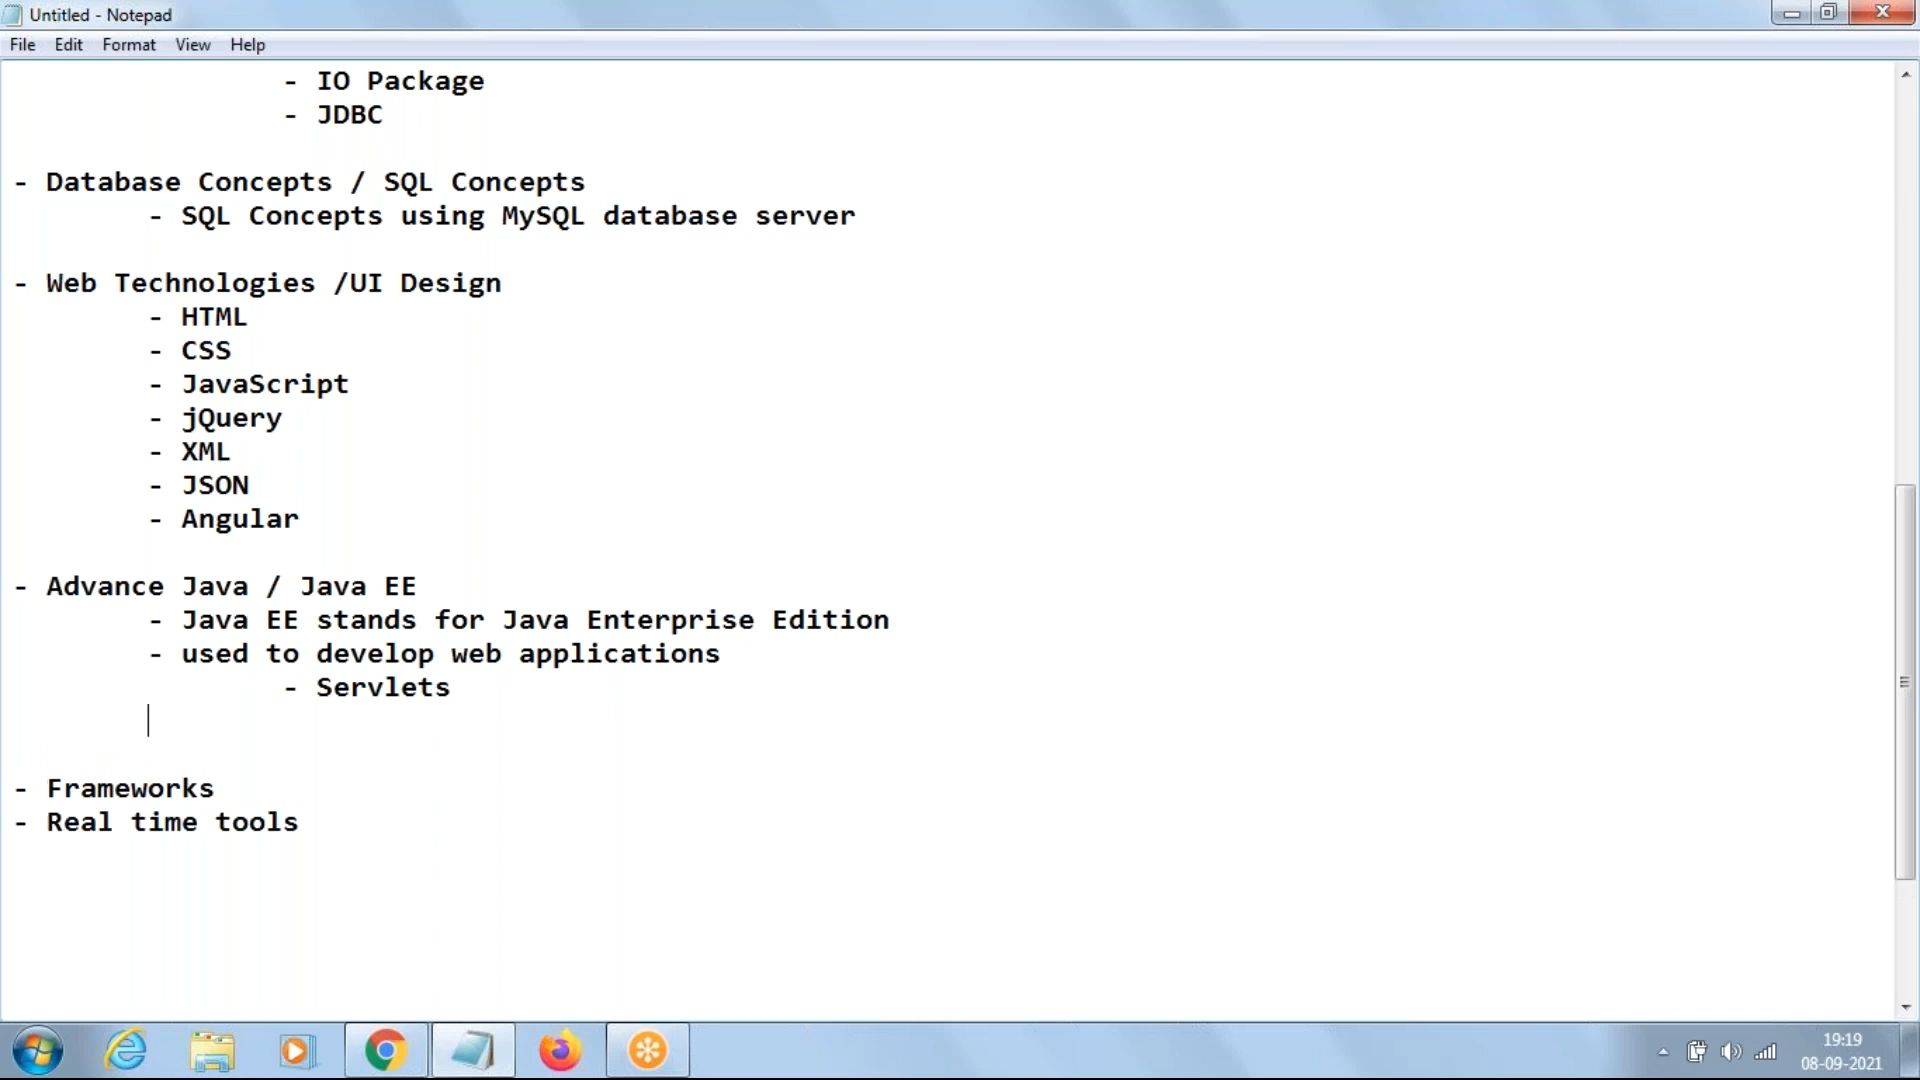 Untitled - Notepad
File Edit Format View Help
- IO Package
- JDBC
- Database Concepts / SQL Concepts
- SQL Concepts using MySQL database server
- Web Technologies /UI Design
- HTML
- CSS
- JavaScript
- jQuery
- XML
- JSON
- Angular
- Advance Java / Java EE
- Java EE stands for Java Enterprise Edition
- used to develop web applications
- Servlets
- Frameworks
- Real time tools
19:19
08-09-2021